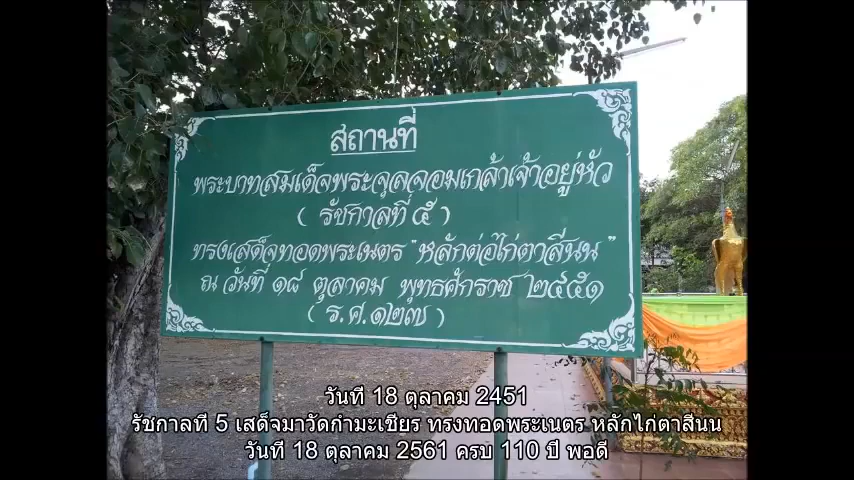 สถานที่
พระบาทสมเด็จพระจุลจอมเกล้าเจ้าอยู่หัว
( รัชกาลที่ ๕ )
ทรงเสด็จทอดพระเนตร "หลักต่อไก่ตาสีนน"
ณ วันที่ ๑๘ ตุลาคม พุทธศักราช ๒๔๕๑
( ร.ศ.๑๒๗ )
วันที่ 18 ตุลาคม 2451
รัชกาลที่ 5 เสด็จมาวัดกำมะเชียร ทรงทอดพระเนตร หลักไก่ตาสีนน
วันที่ 18 ตุลาคม 2561 ครบ 110 ปี พอดี